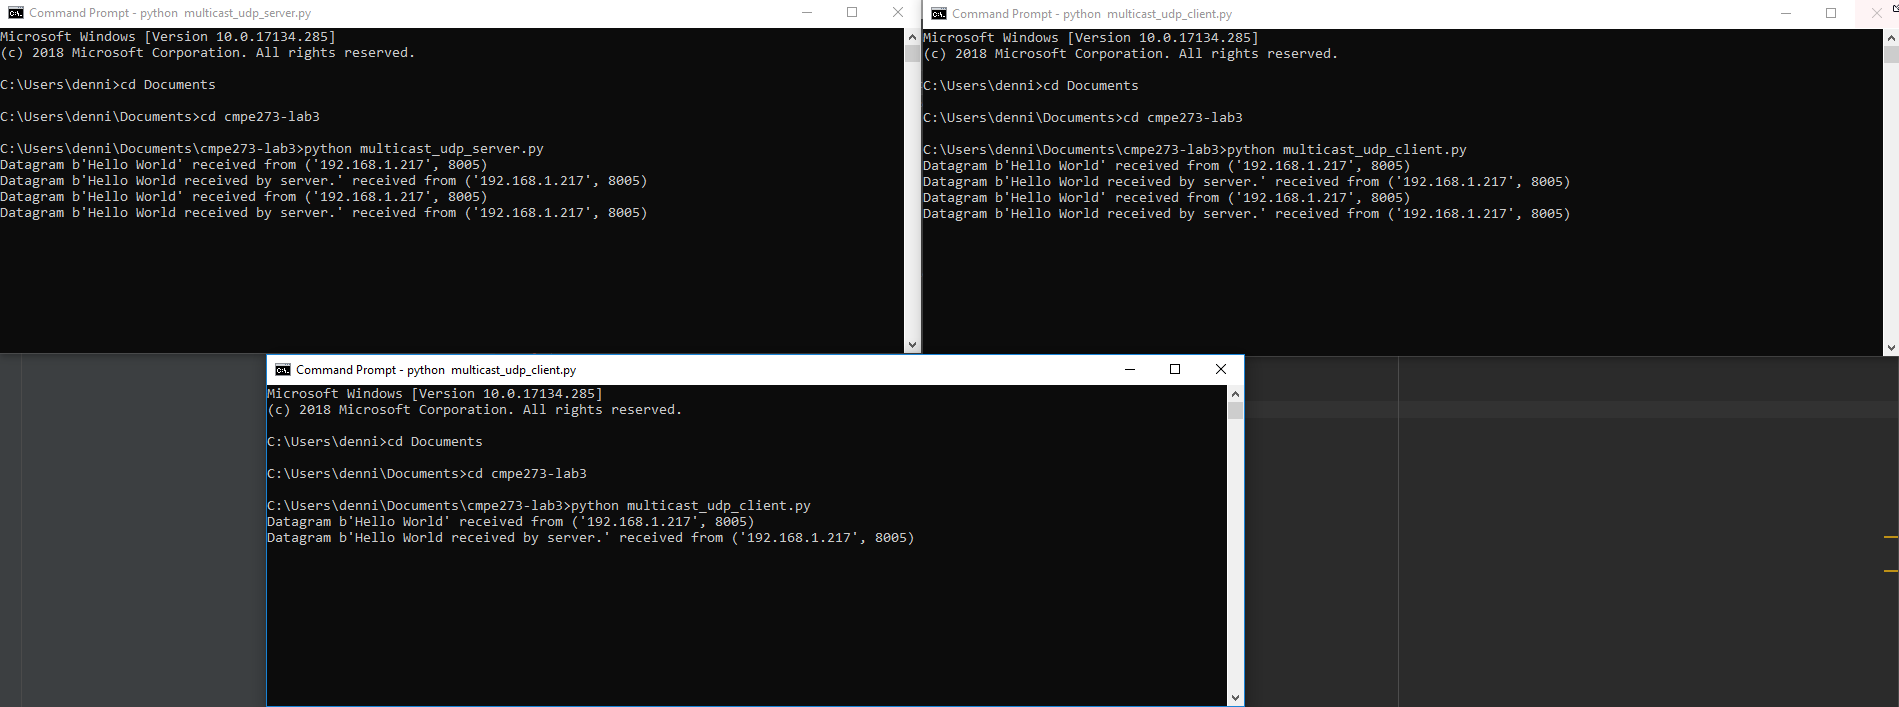 Command Prompt - python  multicast_udp_server.py
Microsoft Windows [Version 10.0.17134.285]
(c) 2018 Microsoft Corporation. All rights reserved.
C:\Users\denni>cd Documents
C:\Users\denni\Documents>cd cmpe273-lab3
C:\Users\denni\Documents\cmpe273-lab3>python multicast_udp_server.py
Datagram b'Hello World' received from ('192.168.1.217', 8005)
Datagram b'Hello World received by server.' received from ('192.168.1.217', 8005)
Datagram b'Hello World' received from ('192.168.1.217', 8005)
Datagram b'Hello World received by server.' received from ('192.168.1.217', 8005)
Command Prompt - python  multicast_udp_client.py
Microsoft Windows [Version 10.0.17134.285]
(c) 2018 Microsoft Corporation. All rights reserved.
C:\Users\denni>cd Documents
C:\Users\denni\Documents>cd cmpe273-lab3
C:\Users\denni\Documents\cmpe273-lab3>python multicast_udp_client.py
Datagram b'Hello World' received from ('192.168.1.217', 8005)
Datagram b'Hello World received by server.' received from ('192.168.1.217', 8005)
Datagram b'Hello World' received from ('192.168.1.217', 8005)
Datagram b'Hello World received by server.' received from ('192.168.1.217', 8005)
Command Prompt - python  multicast_udp_client.py
Microsoft Windows [Version 10.0.17134.285]
(c) 2018 Microsoft Corporation. All rights reserved.
C:\Users\denni>cd Documents
C:\Users\denni\Documents>cd cmpe273-lab3
C:\Users\denni\Documents\cmpe273-lab3>python multicast_udp_client.py
Datagram b'Hello World' received from ('192.168.1.217', 8005)
Datagram b'Hello World received by server.' received from ('192.168.1.217', 8005)